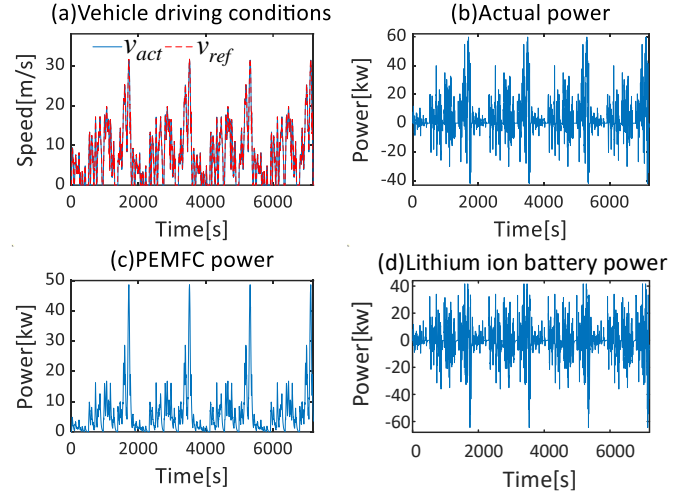 (a)Vehicle driving conditions
v_act v_ref
Speed[m/s]
30
20
10
0
0 2000 4000 6000
Time[s]
(b)Actual power
Power[kw]
60
40
20
0
-20
-40
0 2000 4000 6000
Time[s]
(c)PEMFC power
Power[kw]
50
40
30
20
10
0
0 2000 4000 6000
Time[s]
(d)Lithium ion battery power
Power[kw]
40
20
0
-20
-40
-60
0 2000 4000 6000
Time[s]